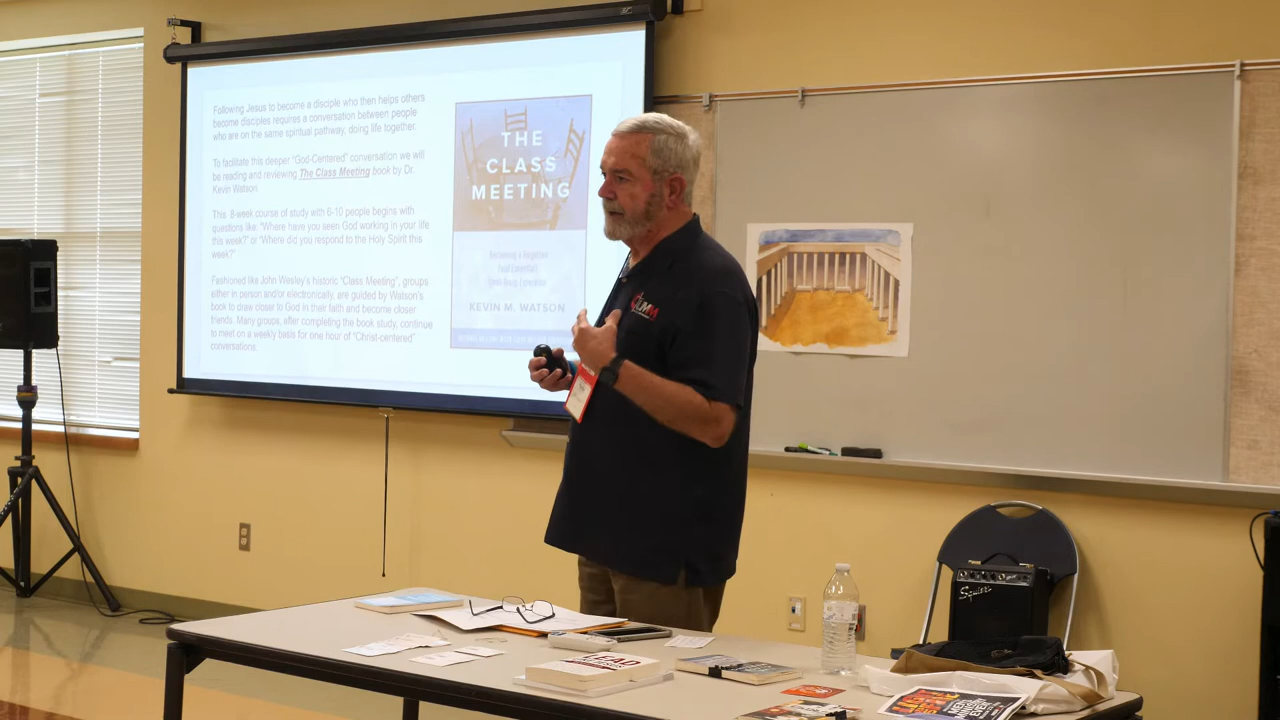 Following Jesus to become a disciple who then helps others
become disciples requires a conversation between people
who are on the same spiritual pathway, doing life together.
To facilitate this deeper "God-Centered" conversation we will
be reading and reviewing The Class Meeting book by Dr.
Kevin Watson
This 8-week course of study with 6-10 people begins with
questions like: "Where have you seen God working in your life
this week?" or "Where did you respond to the Holy Spirit this
week?"
Fashioned like John Wesley's historic "Class Meeting", groups
either in person and/or electronically, are guided by Watson's
book to draw closer to God in their faith and become closer
friends. Many groups, after completing the book study, continue
to meet on a weekly basis for one hour of "Christ-centered"
conversations.
THE
CLASS
MEETING
Reclaiming a Forgotten
(and Essential)
Small Group Experience
KEVIN M. WATSON
Squier